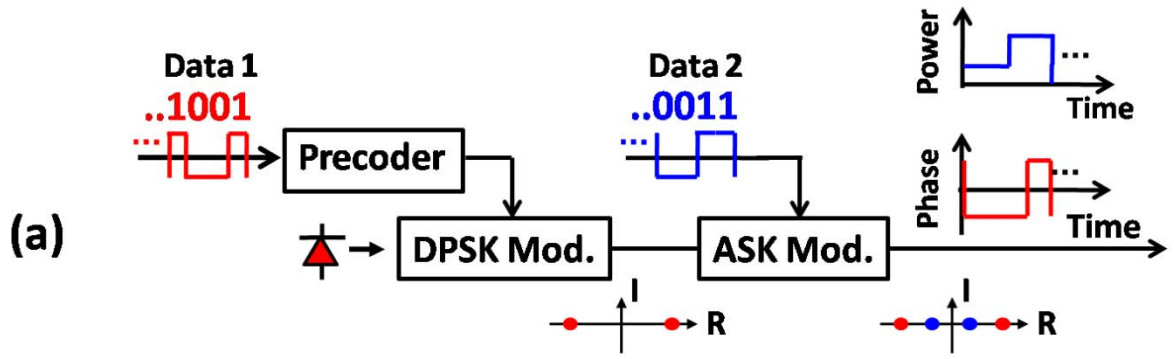 (a)
Data 1
..1001
...
Precoder
DPSK Mod.
I
R
Data 2
..0011
...
ASK Mod.
I
R
Power
...
Time
Phase
...
Time